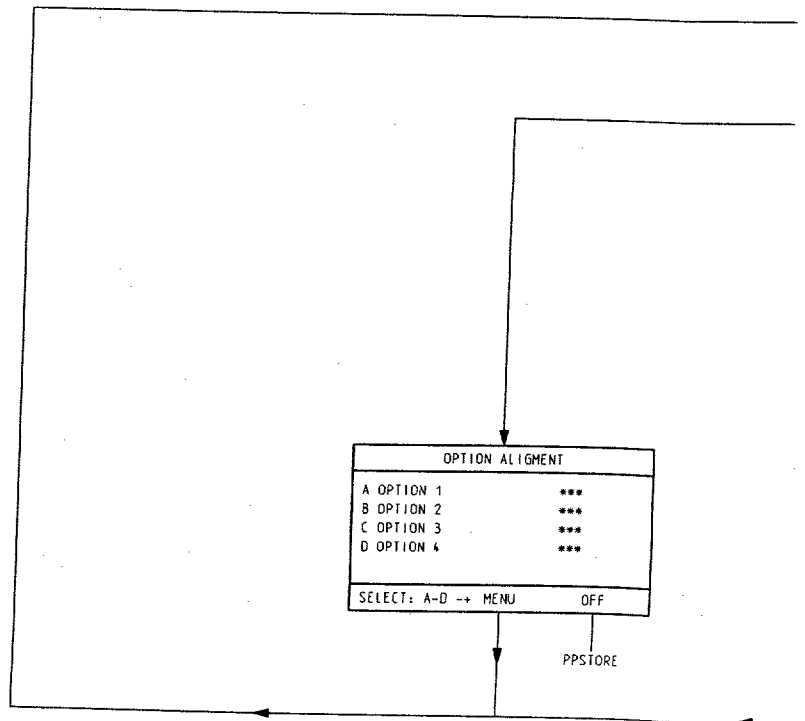 OPTION ALIGMENT
A OPTION 1 ***
B OPTION 2 ***
C OPTION 3 ***
D OPTION 4 ***
SELECT: A-D -+ MENU OFF
PPSTORE